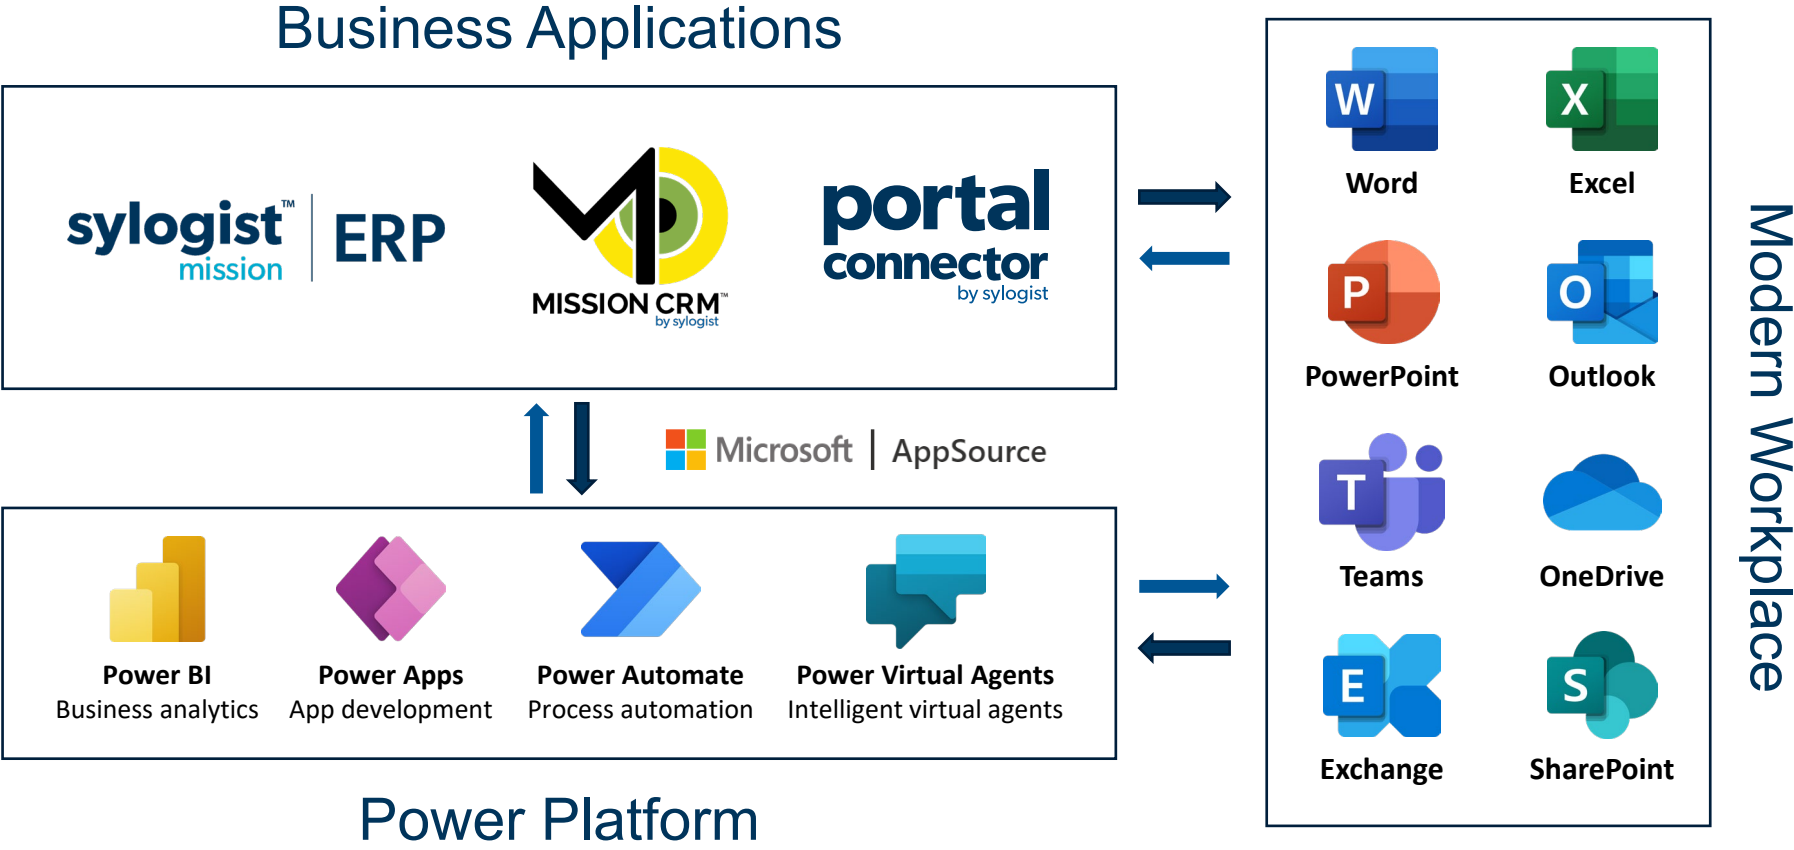 Business Applications
sylogist™ | ERP
mission
MISSION CRM™
by sylogist
portal
connector
by sylogist
Microsoft | AppSource
Power BI
Business analytics
Power Apps
App development
Power Automate
Process automation
Power Virtual Agents
Intelligent virtual agents
Power Platform
W
Word
X
Excel
P
PowerPoint
O
Outlook
T
Teams
OneDrive
E
Exchange
S
SharePoint
Modern Workplace